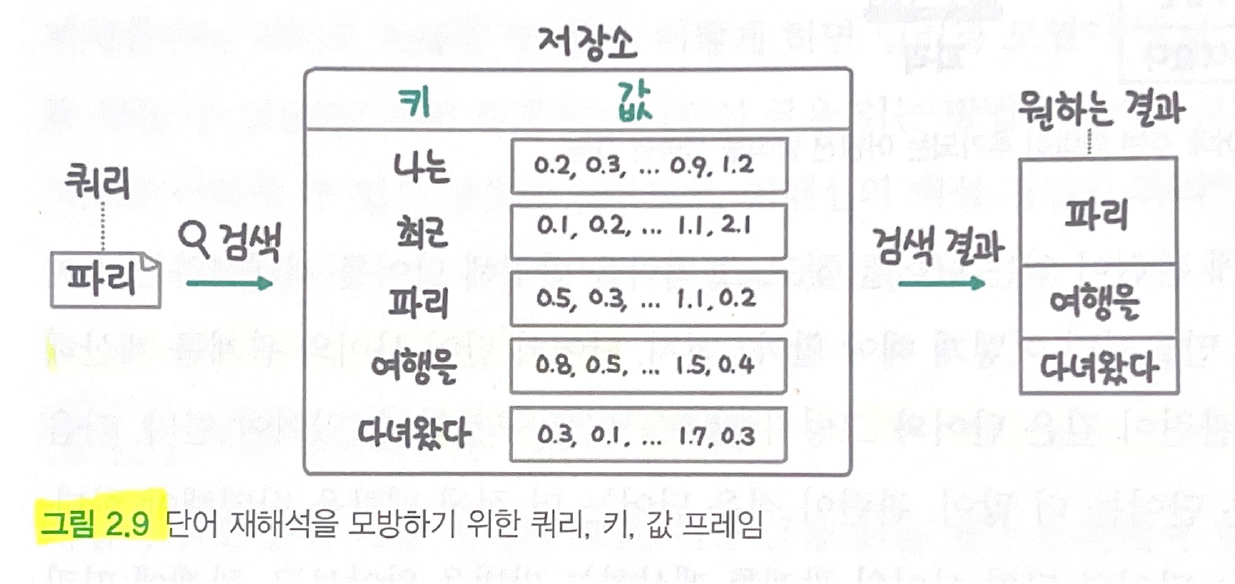 저장소
키 값
나는 0.2, 0.3, ... 0.9, 1.2
최근 0.1, 0.2, ... 1.1, 2.1
파리 0.5, 0.3, ... 1.1, 0.2
여행을 0.8, 0.5, ... 1.5, 0.4
다녀왔다 0.3, 0.1, ... 1.7, 0.3
쿼리
파리
검색
검색 결과
원하는 결과
파리
여행을
다녀왔다
그림 2.9 단어 재해석을 모방하기 위한 쿼리, 키, 값 프레임